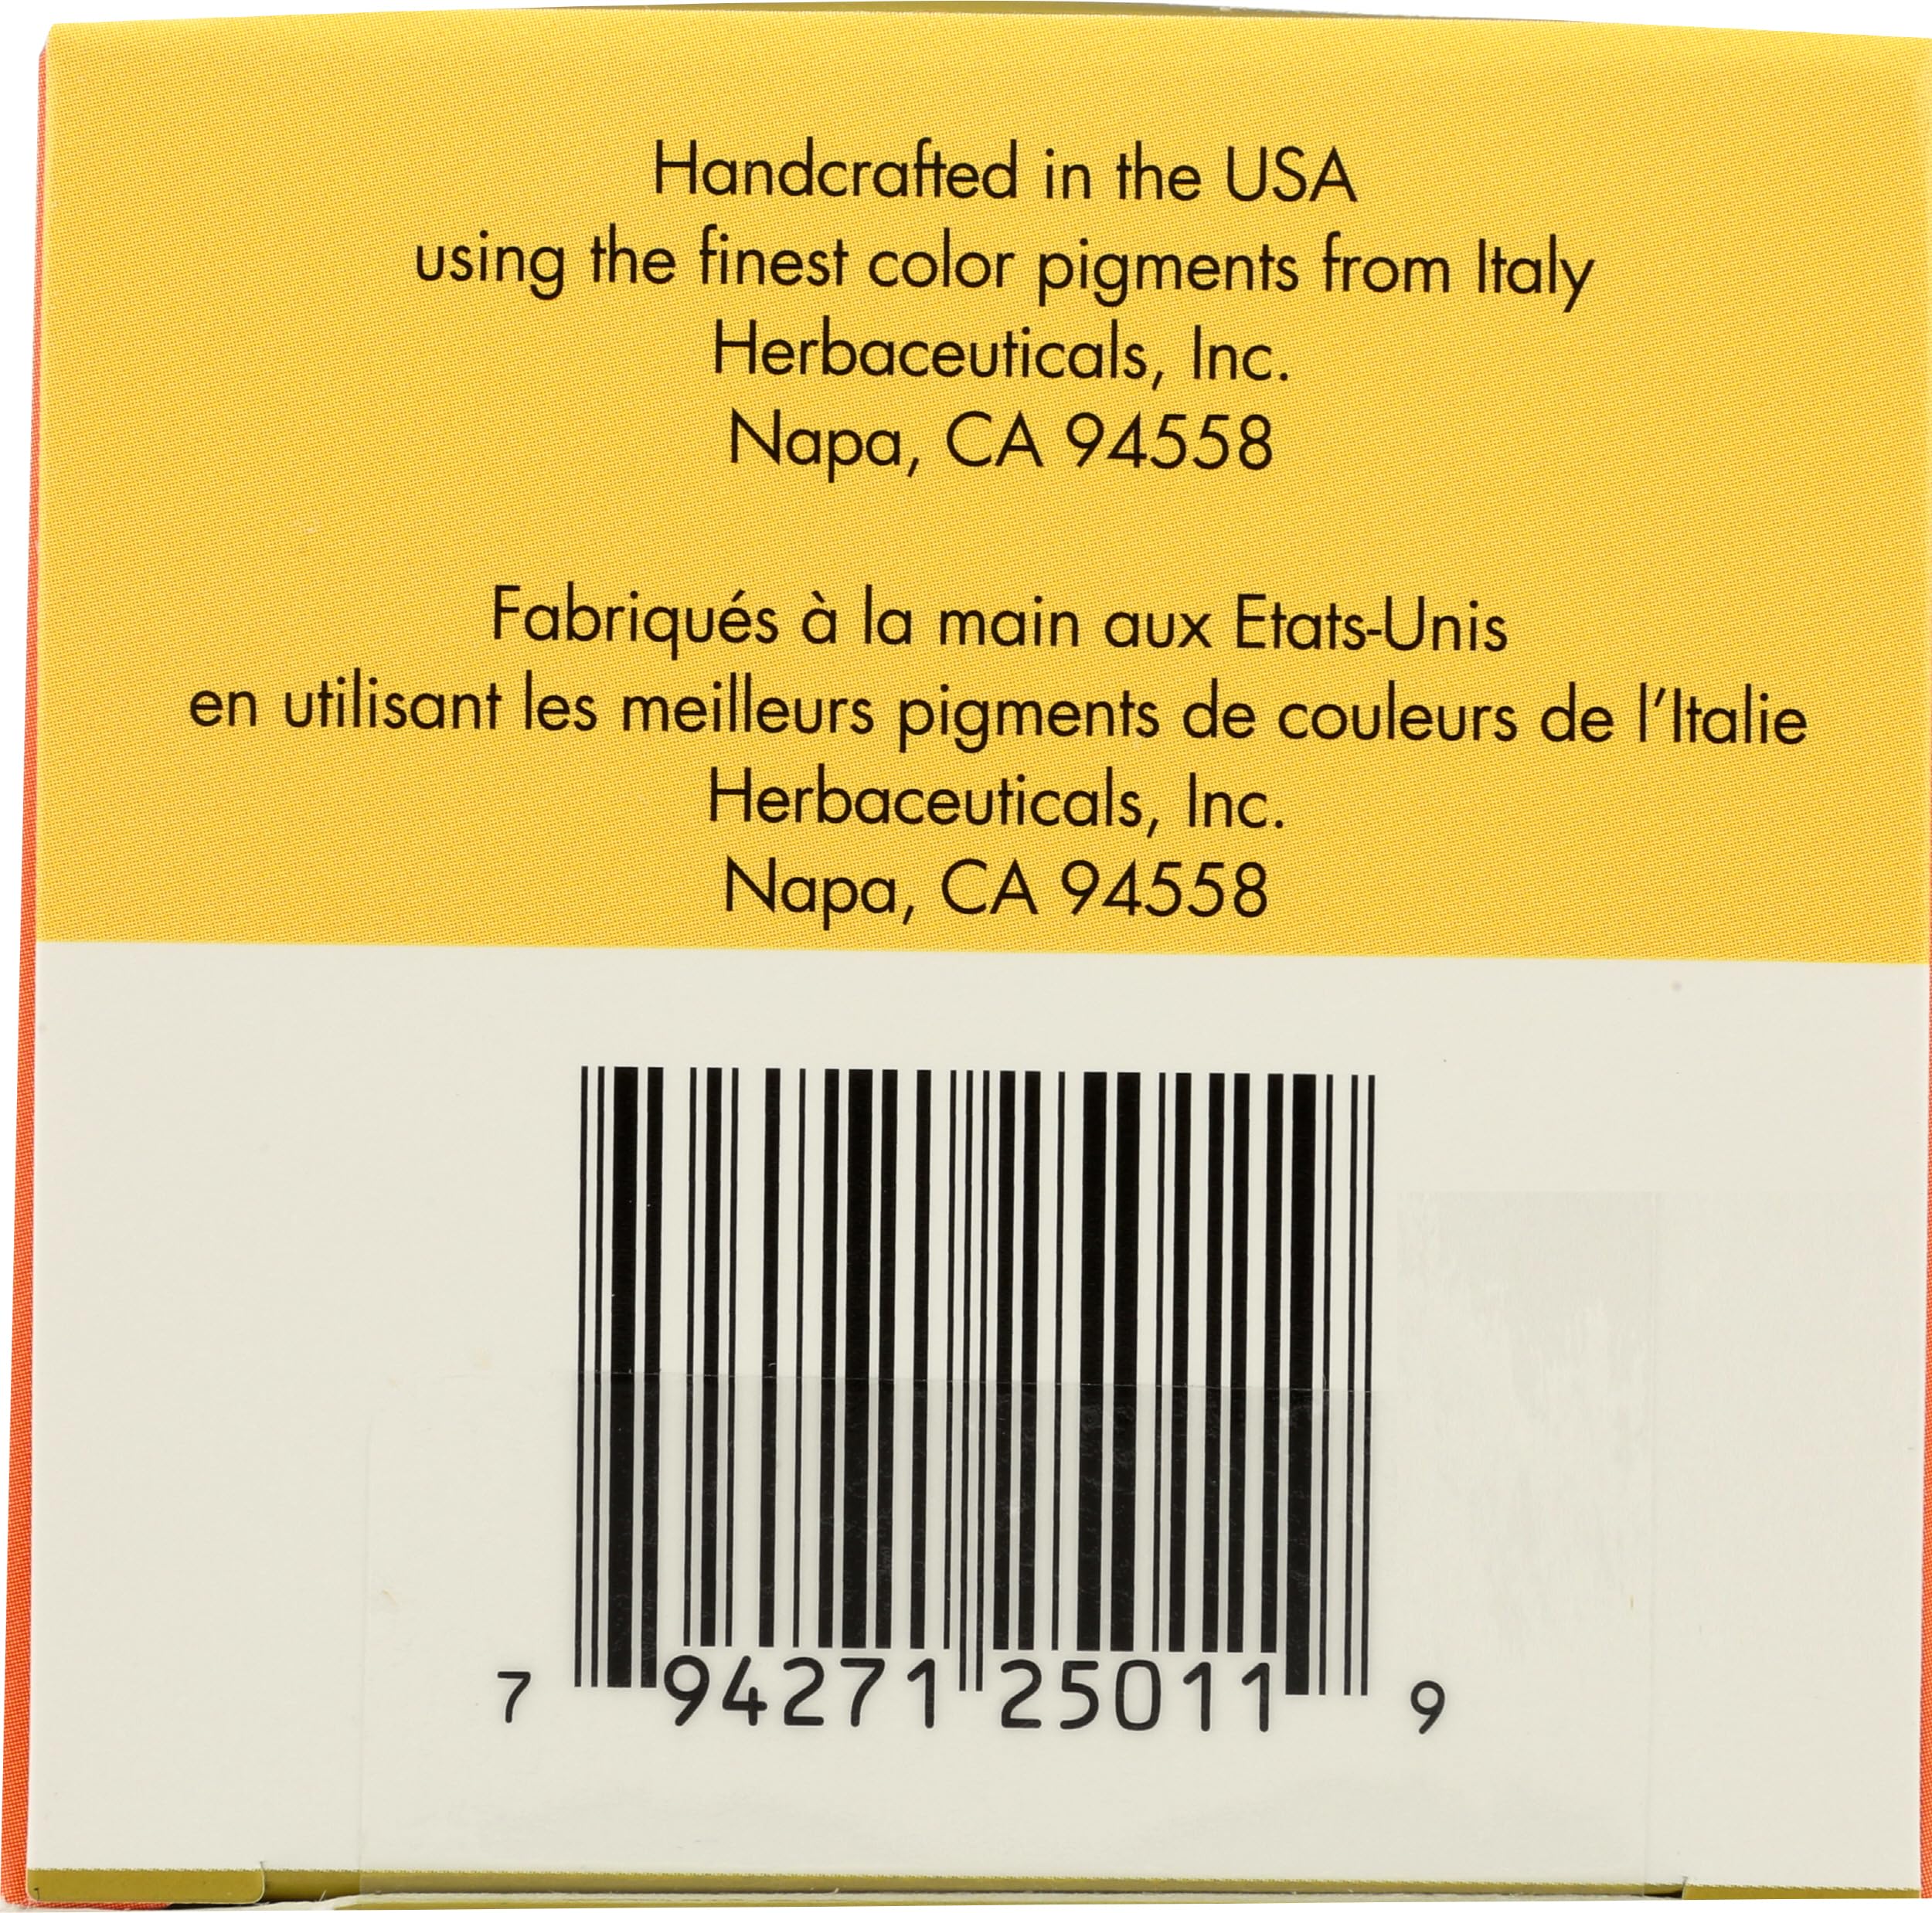 Handcrafted in the USA
using the finest color pigments from Italy
Herbaceuticals, Inc.
Napa, CA 94558
Fabriqués à la main aux Etats-Unis
en utilisant les meilleurs pigments de couleurs de l'Italie
Herbaceuticals, Inc.
Napa, CA 94558
7 94271 25011 9